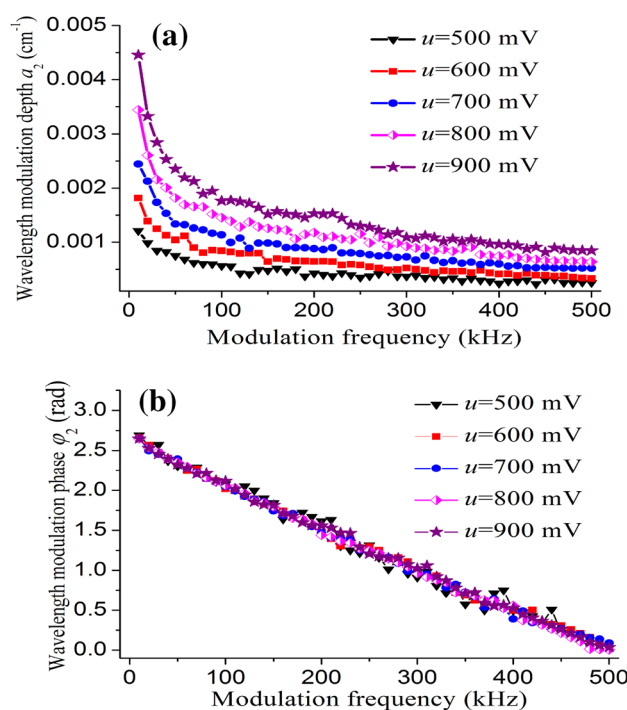 (a)
u=500 mV
u=600 mV
u=700 mV
u=800 mV
u=900 mV
Wavelength modulation depth a₂ (cm⁻¹)
0.005
0.004
0.003
0.002
0.001
0 100 200 300 400 500
Modulation frequency (kHz)
(b)
u=500 mV
u=600 mV
u=700 mV
u=800 mV
u=900 mV
Wavelength modulation phase φ₂ (rad)
3.0
2.5
2.0
1.5
1.0
0.5
0.0
0 100 200 300 400 500
Modulation frequency (kHz)